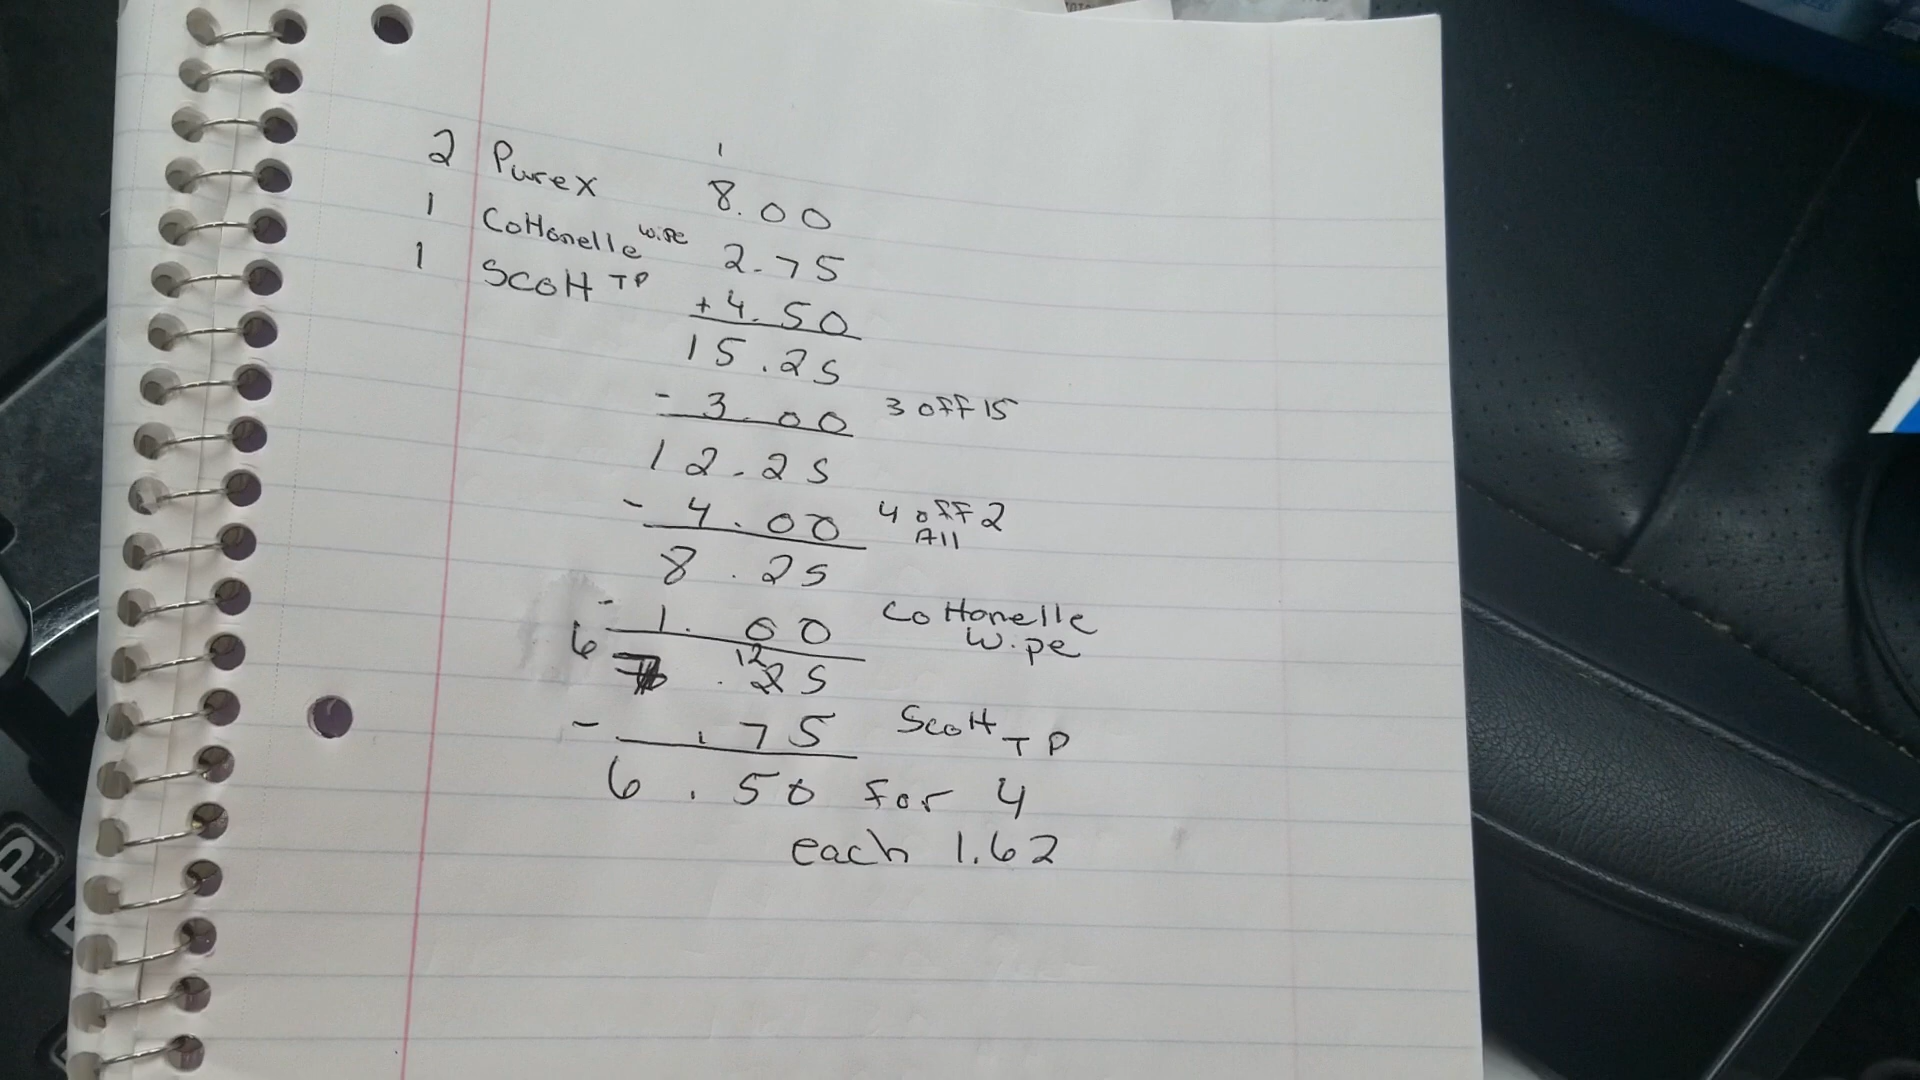 1
2 Purex 8.00
1 Cottonelle wipe 2.75
1 Scott TP + 4.50
15.25
- 3.00 3 off 15
12.25
- 4.00 4 off 2
All
8.25
- 1.00 Cottonelle
wipe
6 12
7.25
- .75 Scott TP
6.50 for 4
each 1.62
P